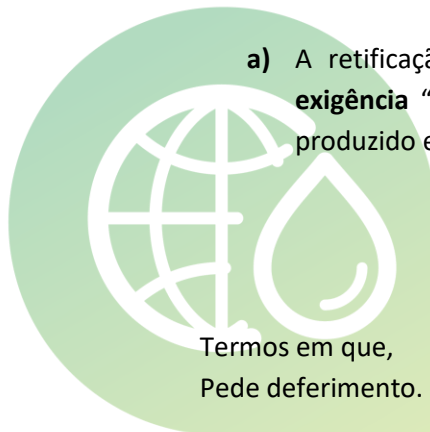 a) A retificaçã
exigência “
produzido e
Termos em que,
Pede deferimento.